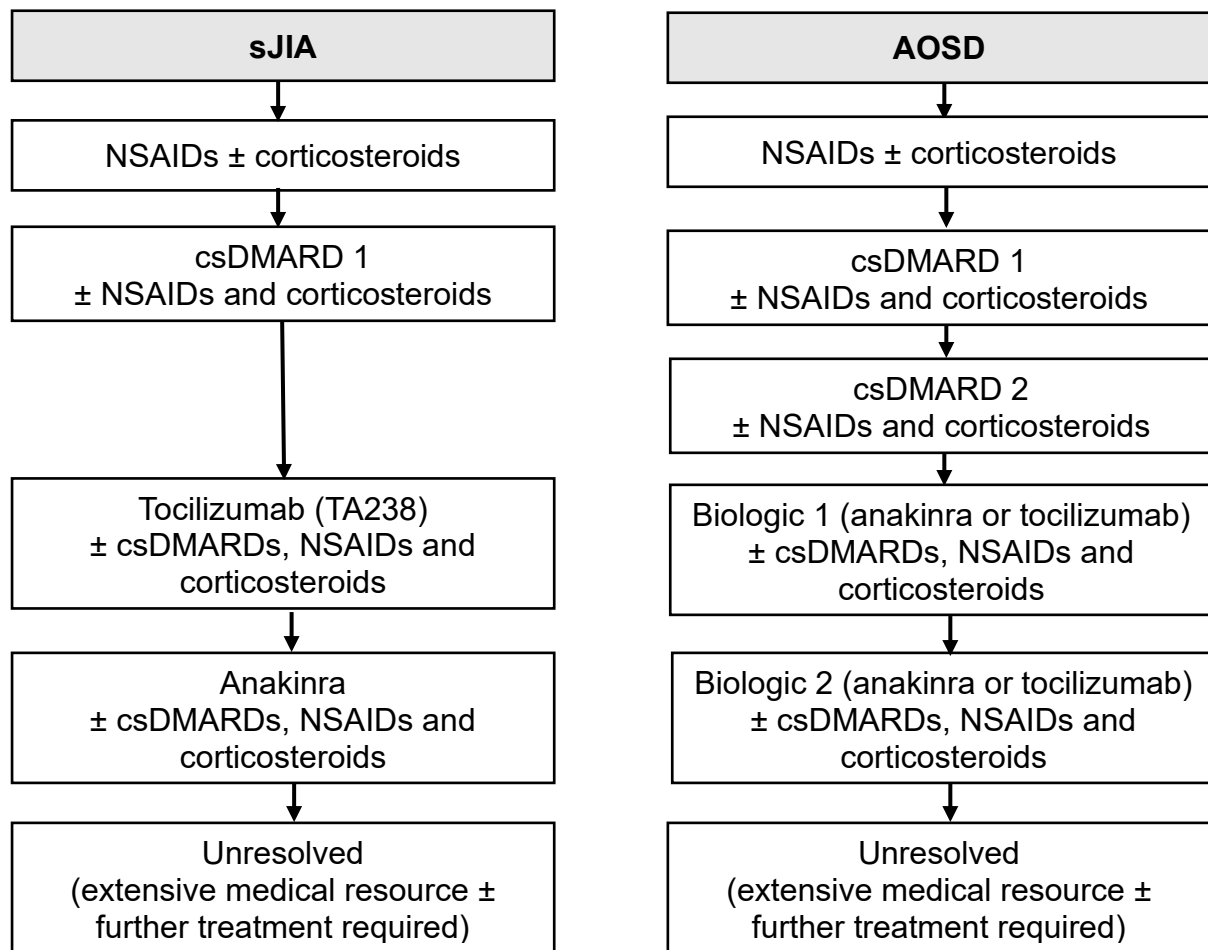 sJIA
NSAIDs ± corticosteroids
csDMARD 1
± NSAIDs and corticosteroids
Tocilizumab (TA238)
± csDMARDs, NSAIDs and
corticosteroids
Anakinra
± csDMARDs, NSAIDs and
corticosteroids
Unresolved
(extensive medical resource ±
further treatment required)
AOSD
NSAIDs ± corticosteroids
csDMARD 1
± NSAIDs and corticosteroids
csDMARD 2
± NSAIDs and corticosteroids
Biologic 1 (anakinra or tocilizumab)
± csDMARDs, NSAIDs and
corticosteroids
Biologic 2 (anakinra or tocilizumab)
± csDMARDs, NSAIDs and
corticosteroids
Unresolved
(extensive medical resource ±
further treatment required)